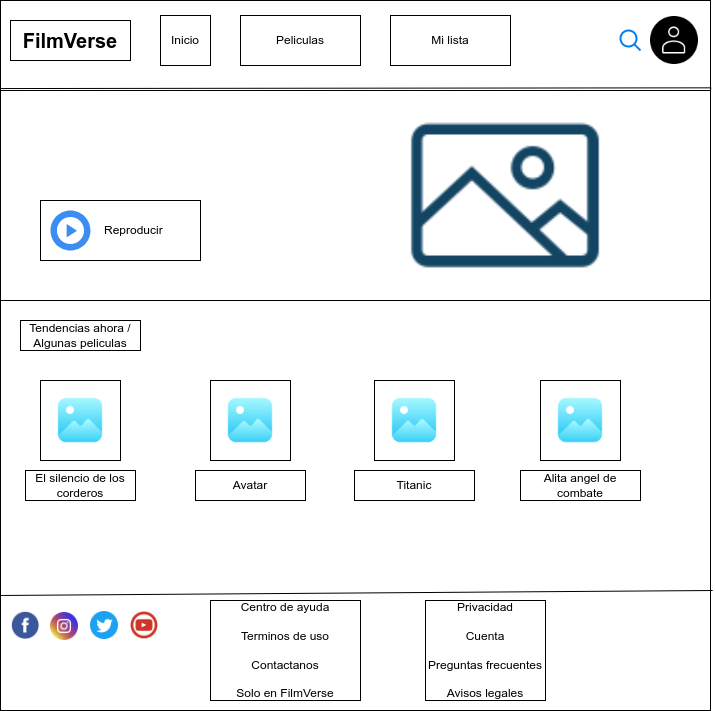 FilmVerse
Inicio
Peliculas
Mi lista
Reproducir
Tendencias ahora /
Algunas peliculas
El silencio de los
corderos
Avatar
Titanic
Alita angel de
combate
Centro de ayuda
Terminos de uso
Contactanos
Solo en FilmVerse
Privacidad
Cuenta
Preguntas frecuentes
Avisos legales